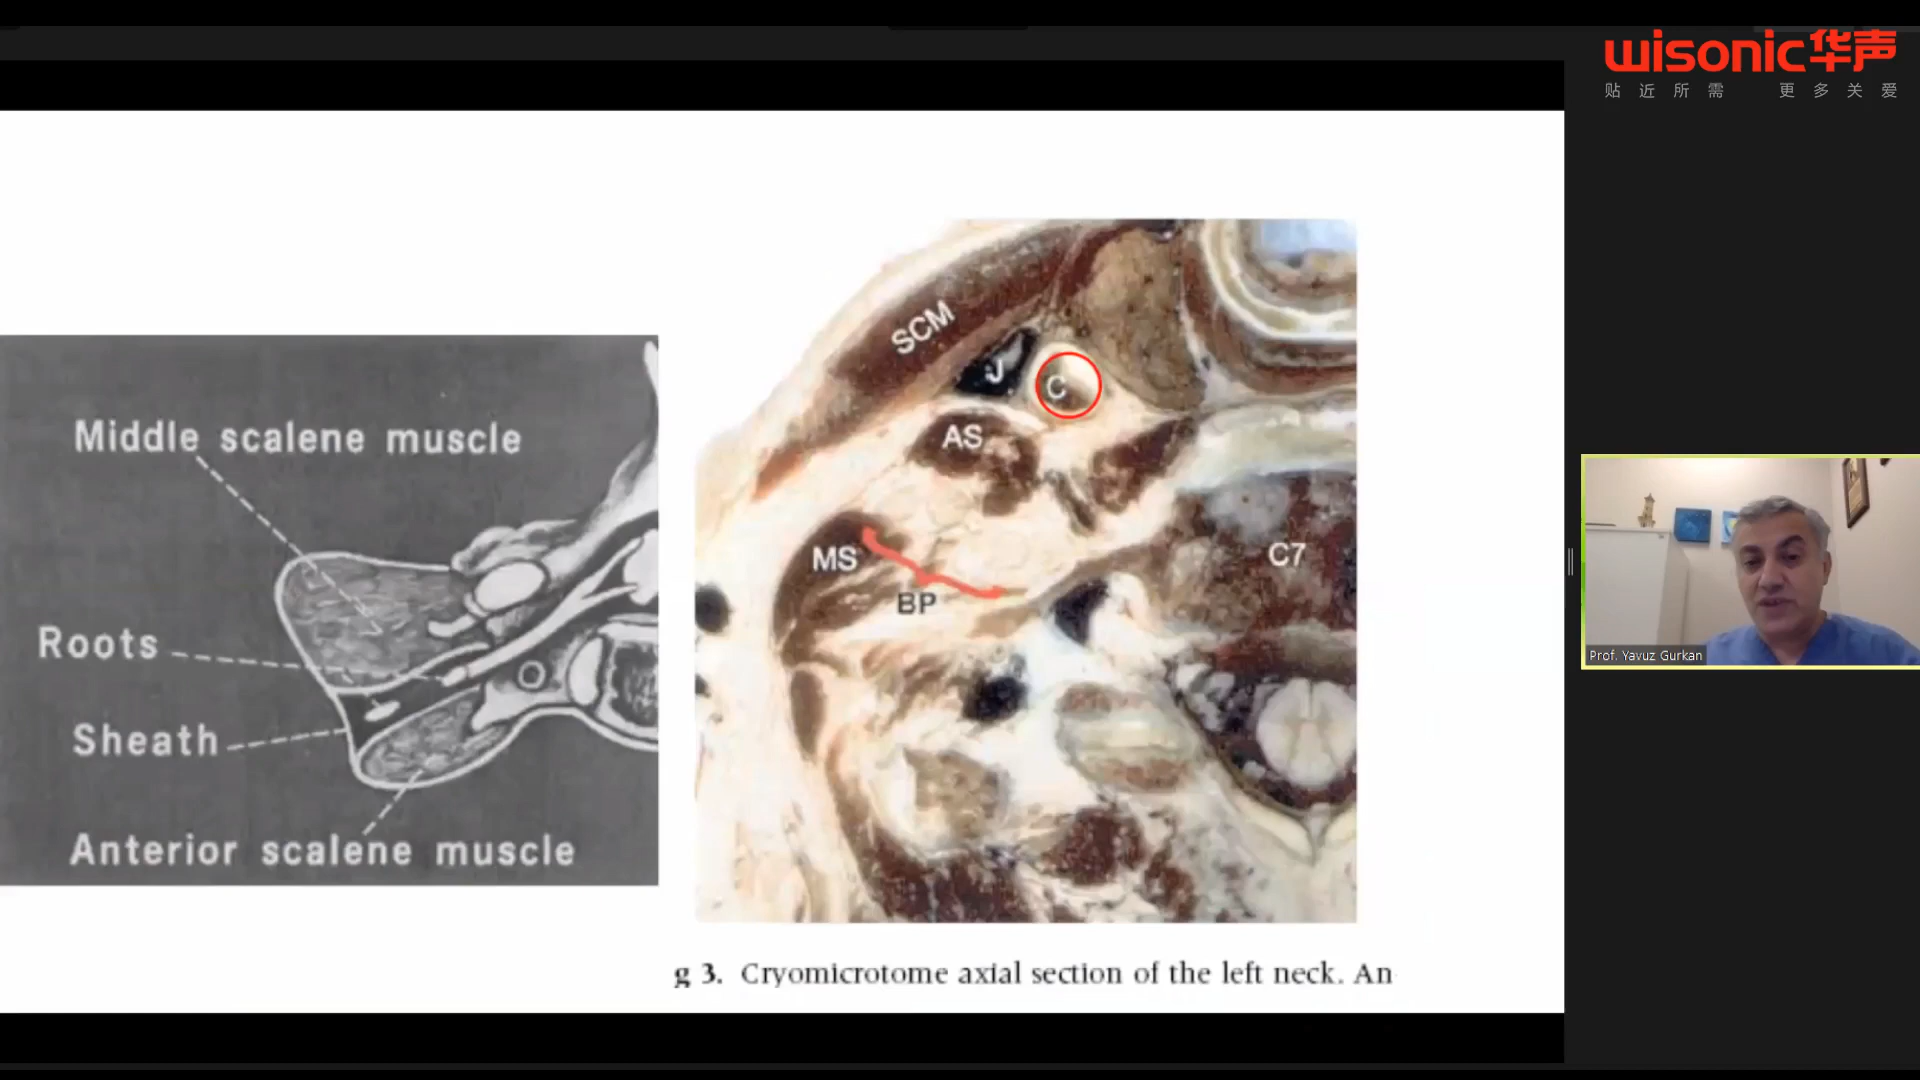 wisonic华声
贴近所需 更多关爱
Middle scalene muscle
Roots
Sheath
Anterior scalene muscle
SCM
J
C
AS
MS
BP
C7
g 3. Cryomicrotome axial section of the left neck. An
Prof. Yavuz Gurkan